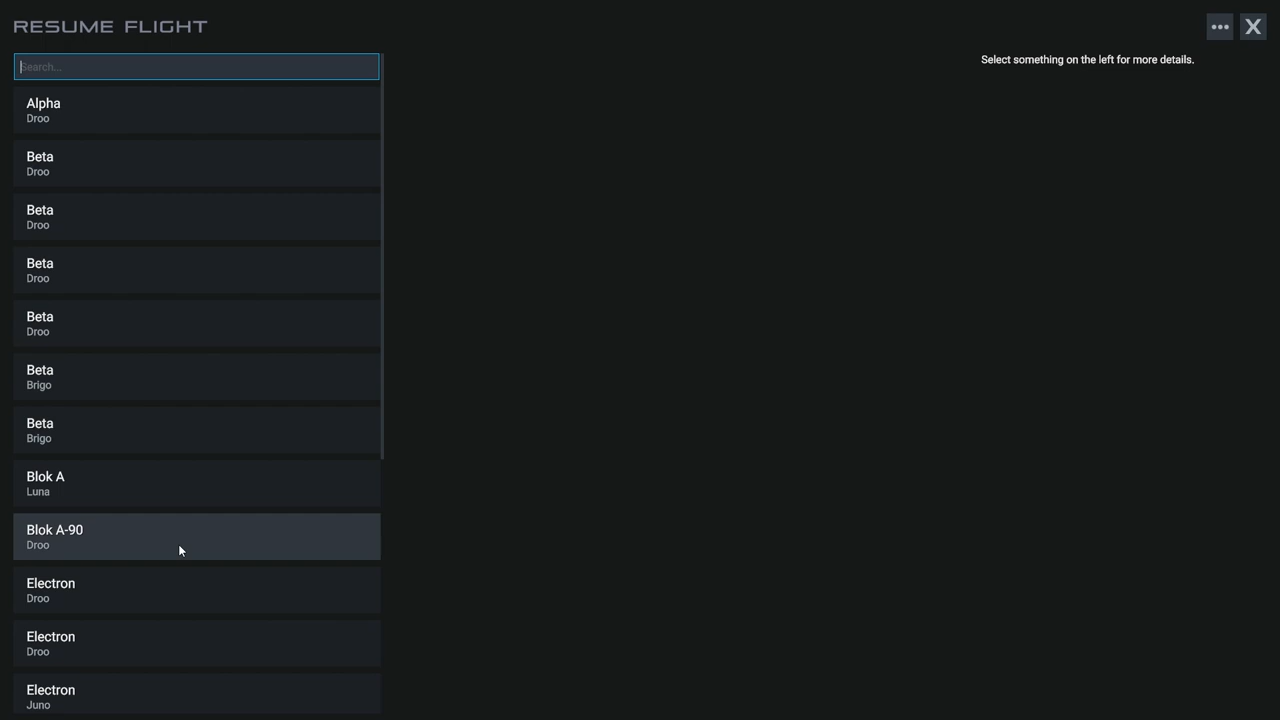 RESUME FLIGHT
•••
X
Search...
Select something on the left for more details.
Alpha
Droo
Beta
Droo
Beta
Droo
Beta
Droo
Beta
Droo
Beta
Brigo
Beta
Brigo
Blok A
Luna
Blok A-90
Droo
Electron
Droo
Electron
Droo
Electron
Juno